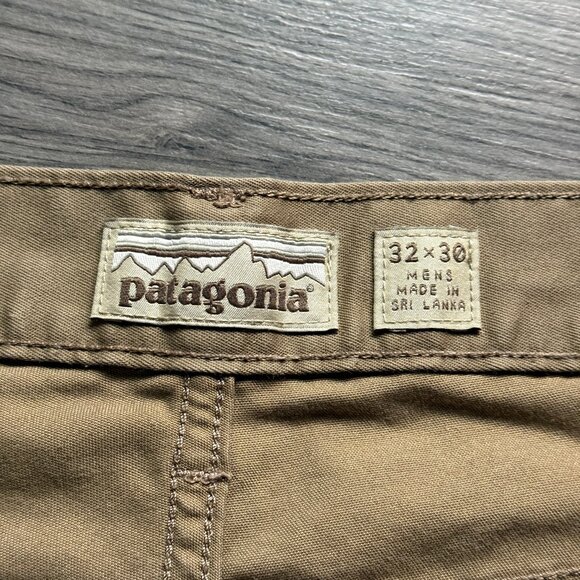 patagonia®
32×30
MENS
MADE IN
SRI LANKA